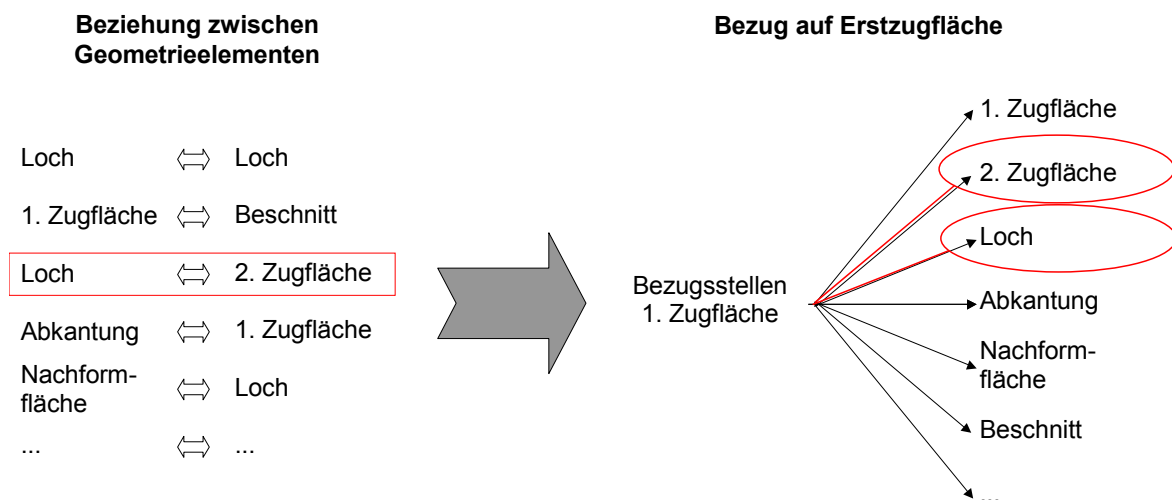 Beziehung zwischen
Geometrieelementen
Bezug auf Erstzugfläche
Loch Loch
1. Zugfläche Beschnitt
Loch 2. Zugfläche
Abkantung 1. Zugfläche
Nachform-
fläche Loch
... ...
Bezugsstellen
1. Zugfläche
1. Zugfläche
2. Zugfläche
Loch
Abkantung
Nachform-
fläche
Beschnitt
...